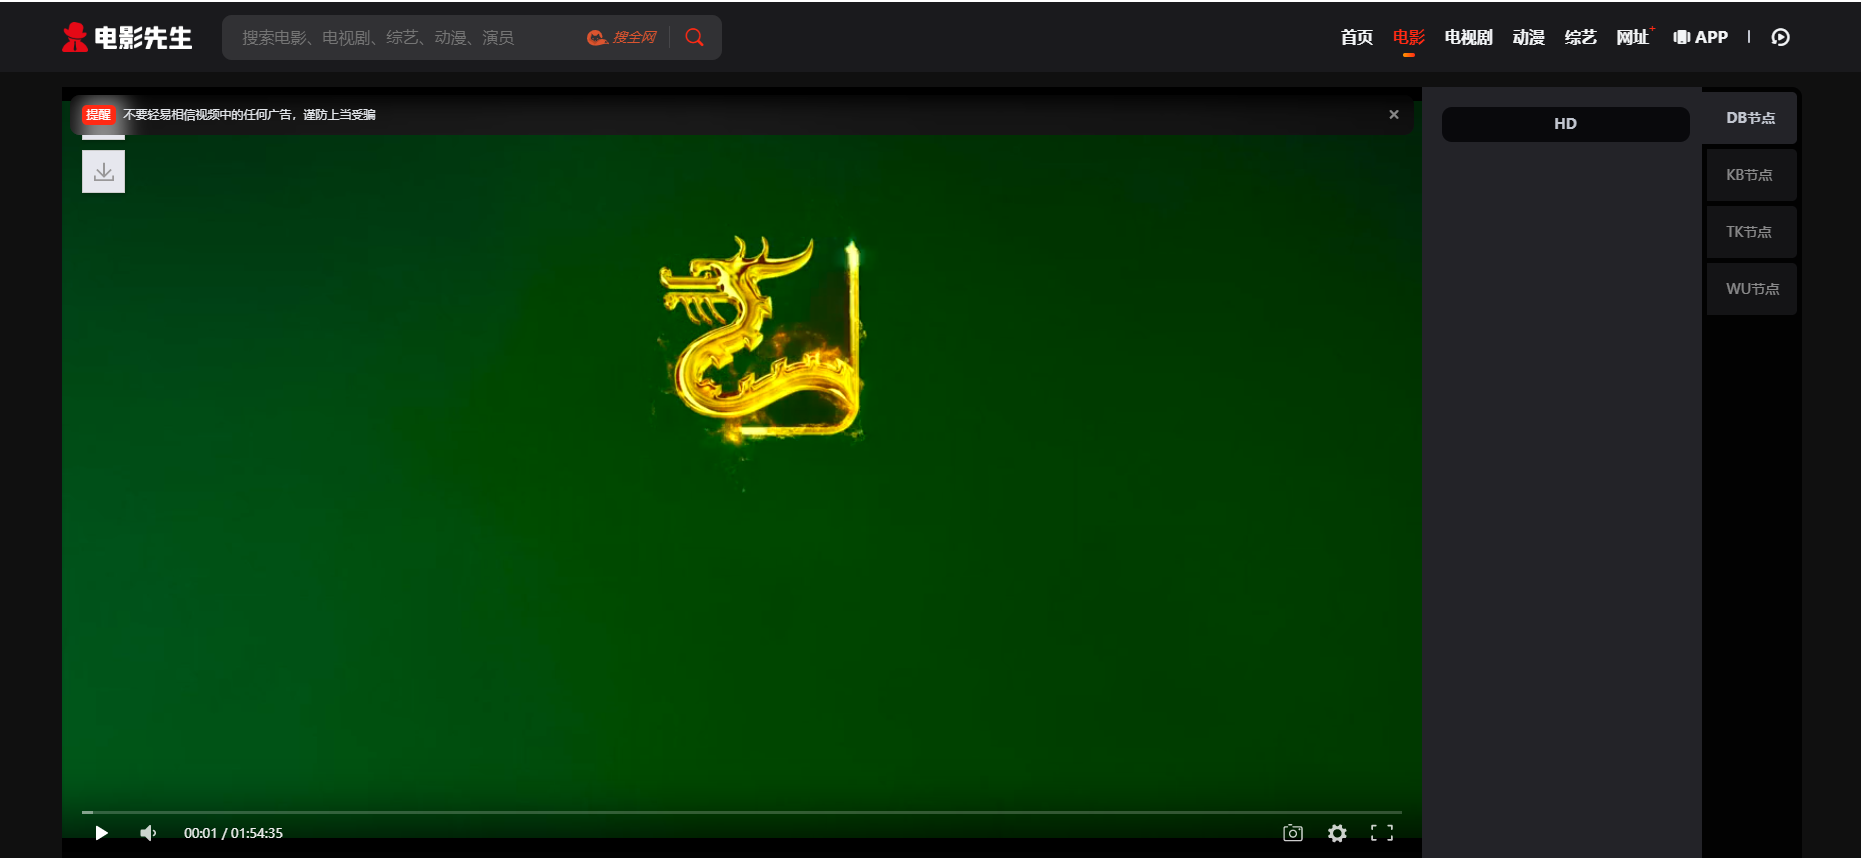 电影先生
搜索电影、电视剧、综艺、动漫、演员
搜全网
首页 电影 电视剧 动漫 综艺 网址+ APP
提醒 不要轻易相信视频中的任何广告，谨防上当受骗 ×
HD
DB节点
KB节点
TK节点
WU节点
00:01 / 01:54:35